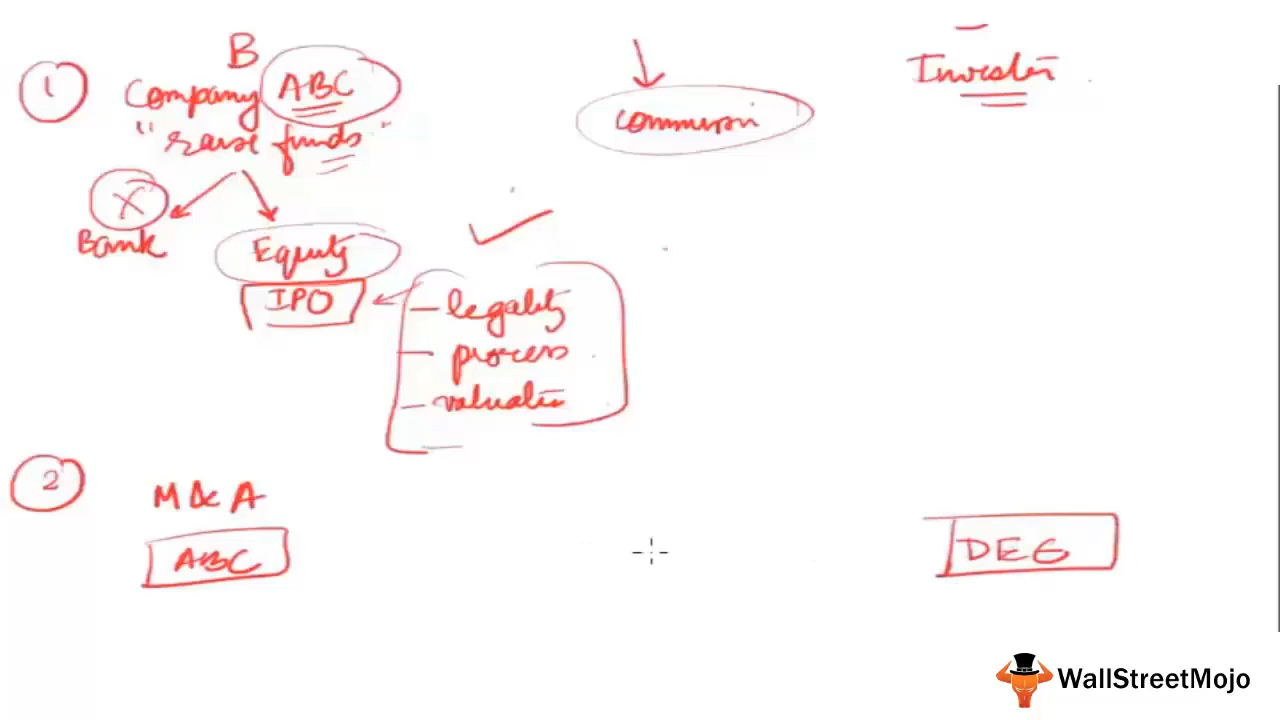 1
B
Company ABC
"raise funds"
X
Bank
Equity
IPO
- legality
- process
- valuation
commission
Investor
2
M & A
ABC
DEG
WallStreetMojo